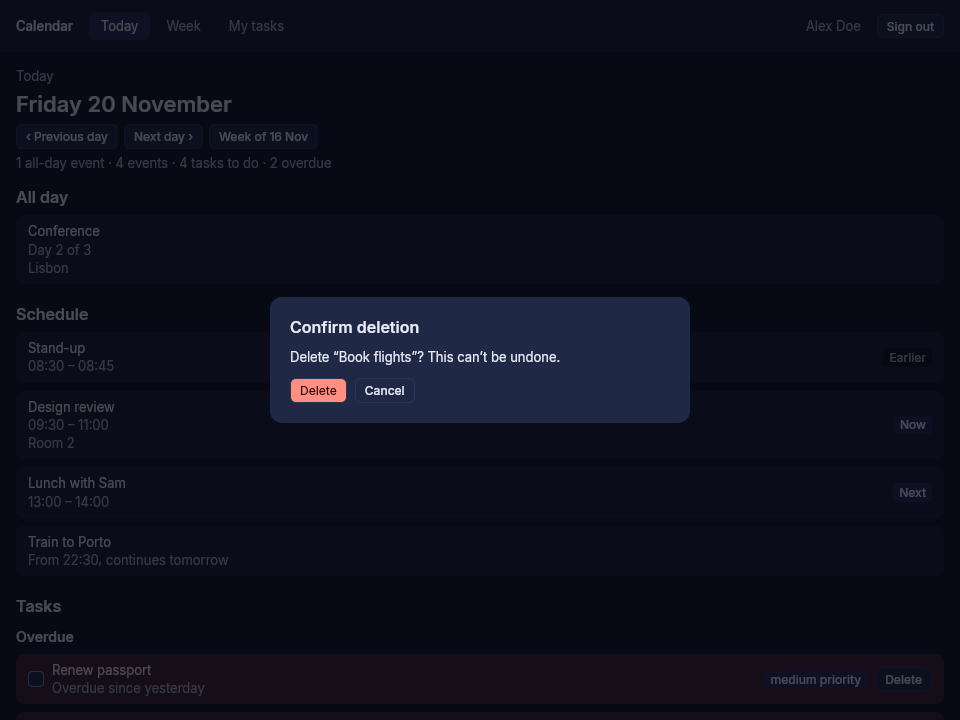 Calendar Today Week My tasks Alex Doe Sign out
Today
Friday 20 November
‹ Previous day Next day › Week of 16 Nov
1 all-day event · 4 events · 4 tasks to do · 2 overdue
All day
Conference
Day 2 of 3
Lisbon
Schedule
Stand-up
08:30 – 08:45
Earlier
Design review
09:30 – 11:00
Room 2
Now
Lunch with Sam
13:00 – 14:00
Next
Train to Porto
From 22:30, continues tomorrow
Tasks
Overdue
Renew passport
Overdue since yesterday
medium priority Delete
Confirm deletion
Delete “Book flights”? This can’t be undone.
Delete Cancel